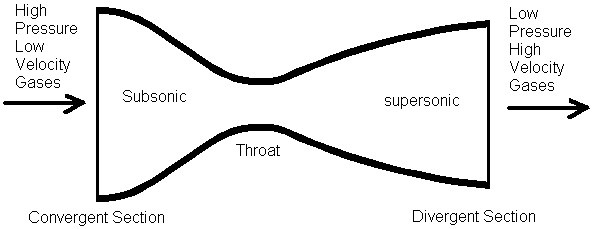 High
Pressure
Low
Velocity
Gases
Subsonic
Throat
supersonic
Low
Pressure
High
Velocity
Gases
Convergent Section
Divergent Section